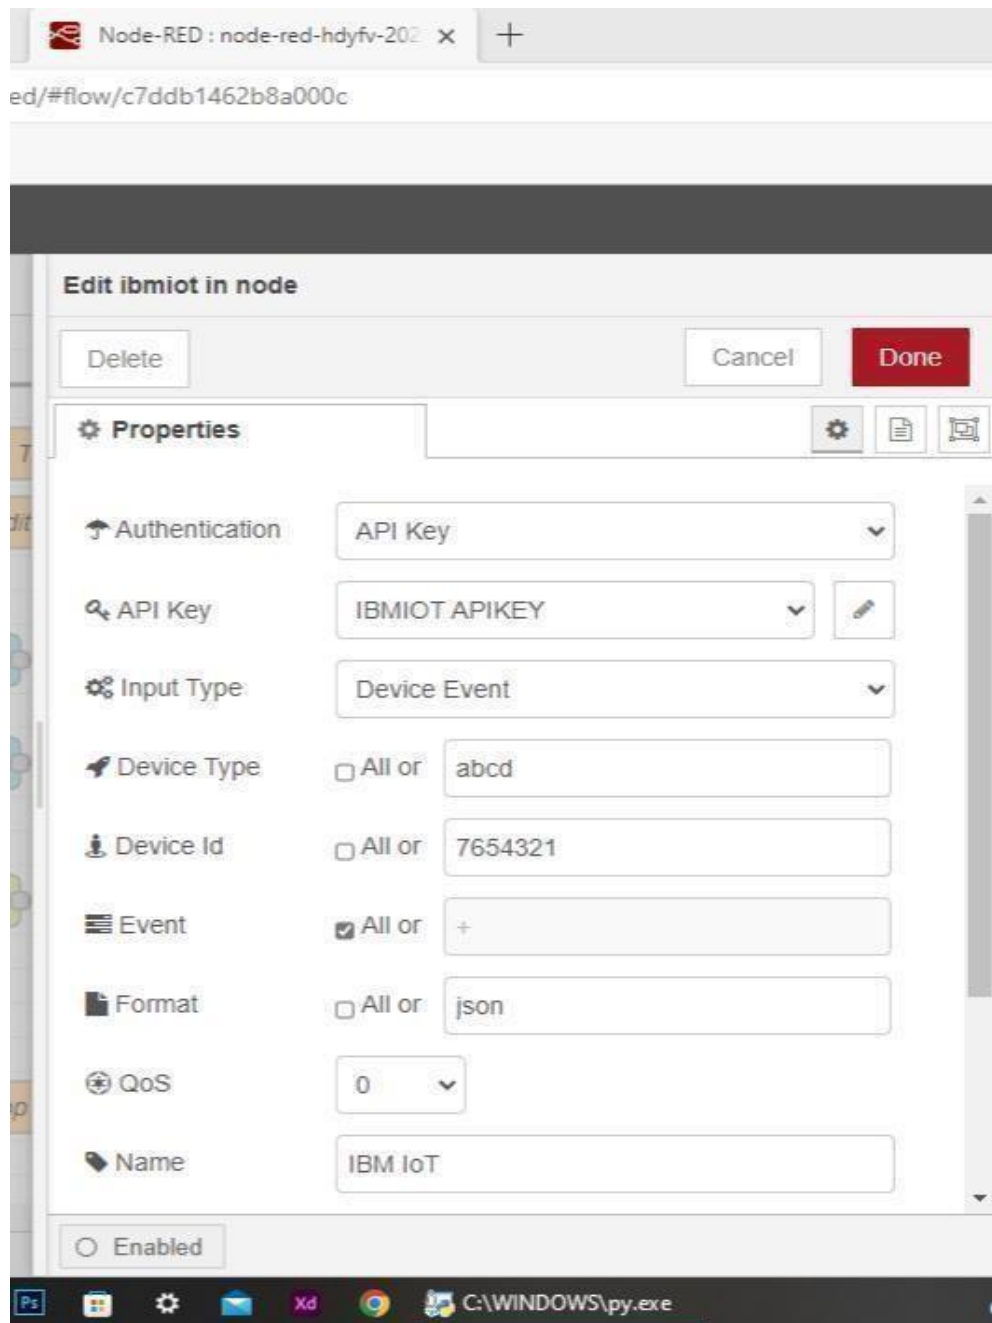 Node-RED : node-red-hdyfv-202
ed/#flow/c7ddb1462b8a000c
Edit ibmiot in node
Delete
Cancel
Done
Properties
Authentication
API Key
API Key
IBMIOT APIKEY
Input Type
Device Event
Device Type
All or
abcd
Device Id
All or
7654321
Event
All or
+
Format
All or
json
QoS
0
Name
IBM IoT
Enabled
Ps
Xd
C:\WINDOWS\py.exe